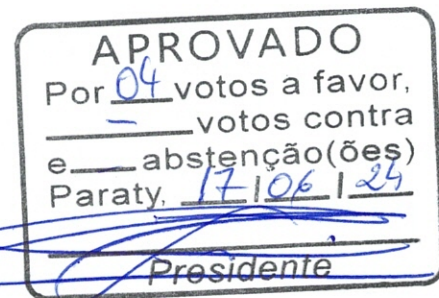 APROVADO
Por 04 votos a favor,
– votos contra
e abstenção(ões)
Paraty, 17 / 06 / 24
Presidente